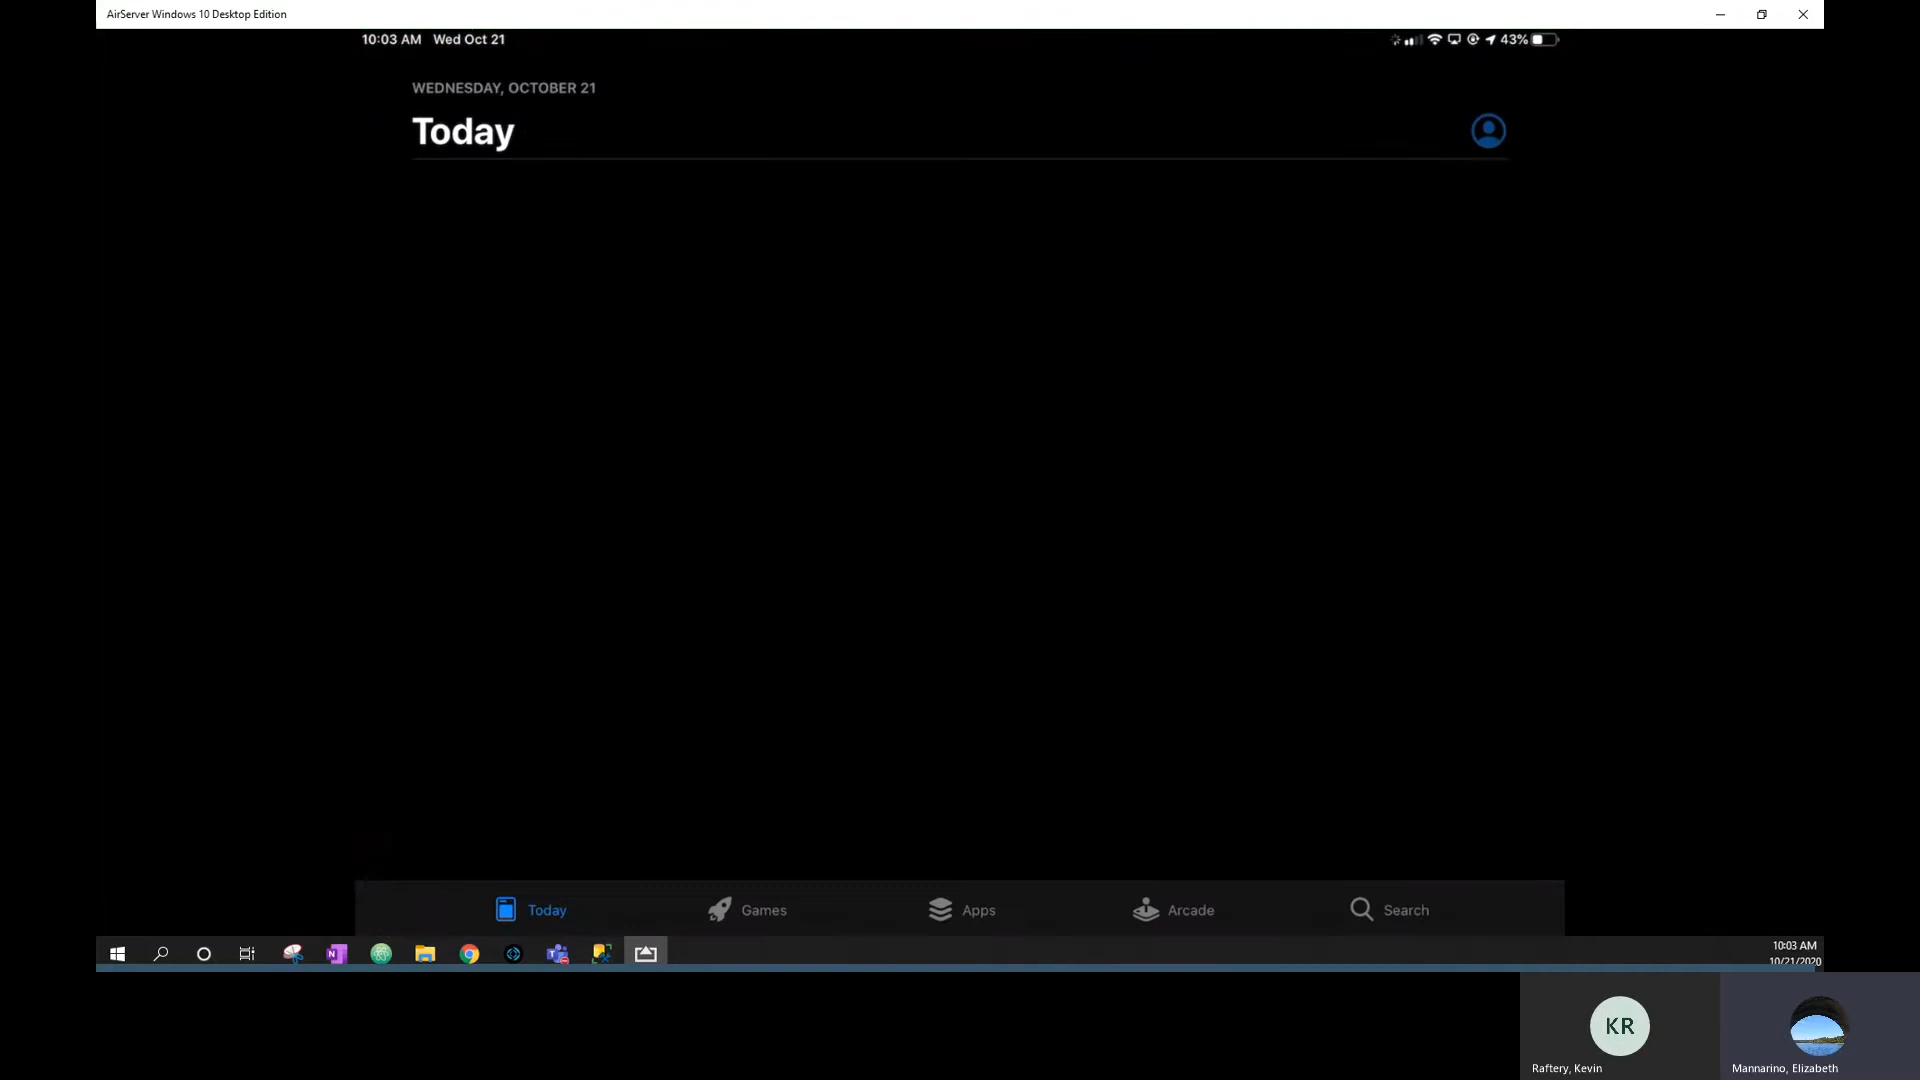 AirServer Windows 10 Desktop Edition
10:03 AM Wed Oct 21
43%
WEDNESDAY, OCTOBER 21
Today
Today
Games
Apps
Arcade
Search
N
T
10:03 AM
10/21/2020
KR
Raftery, Kevin
Mannarino, Elizabeth